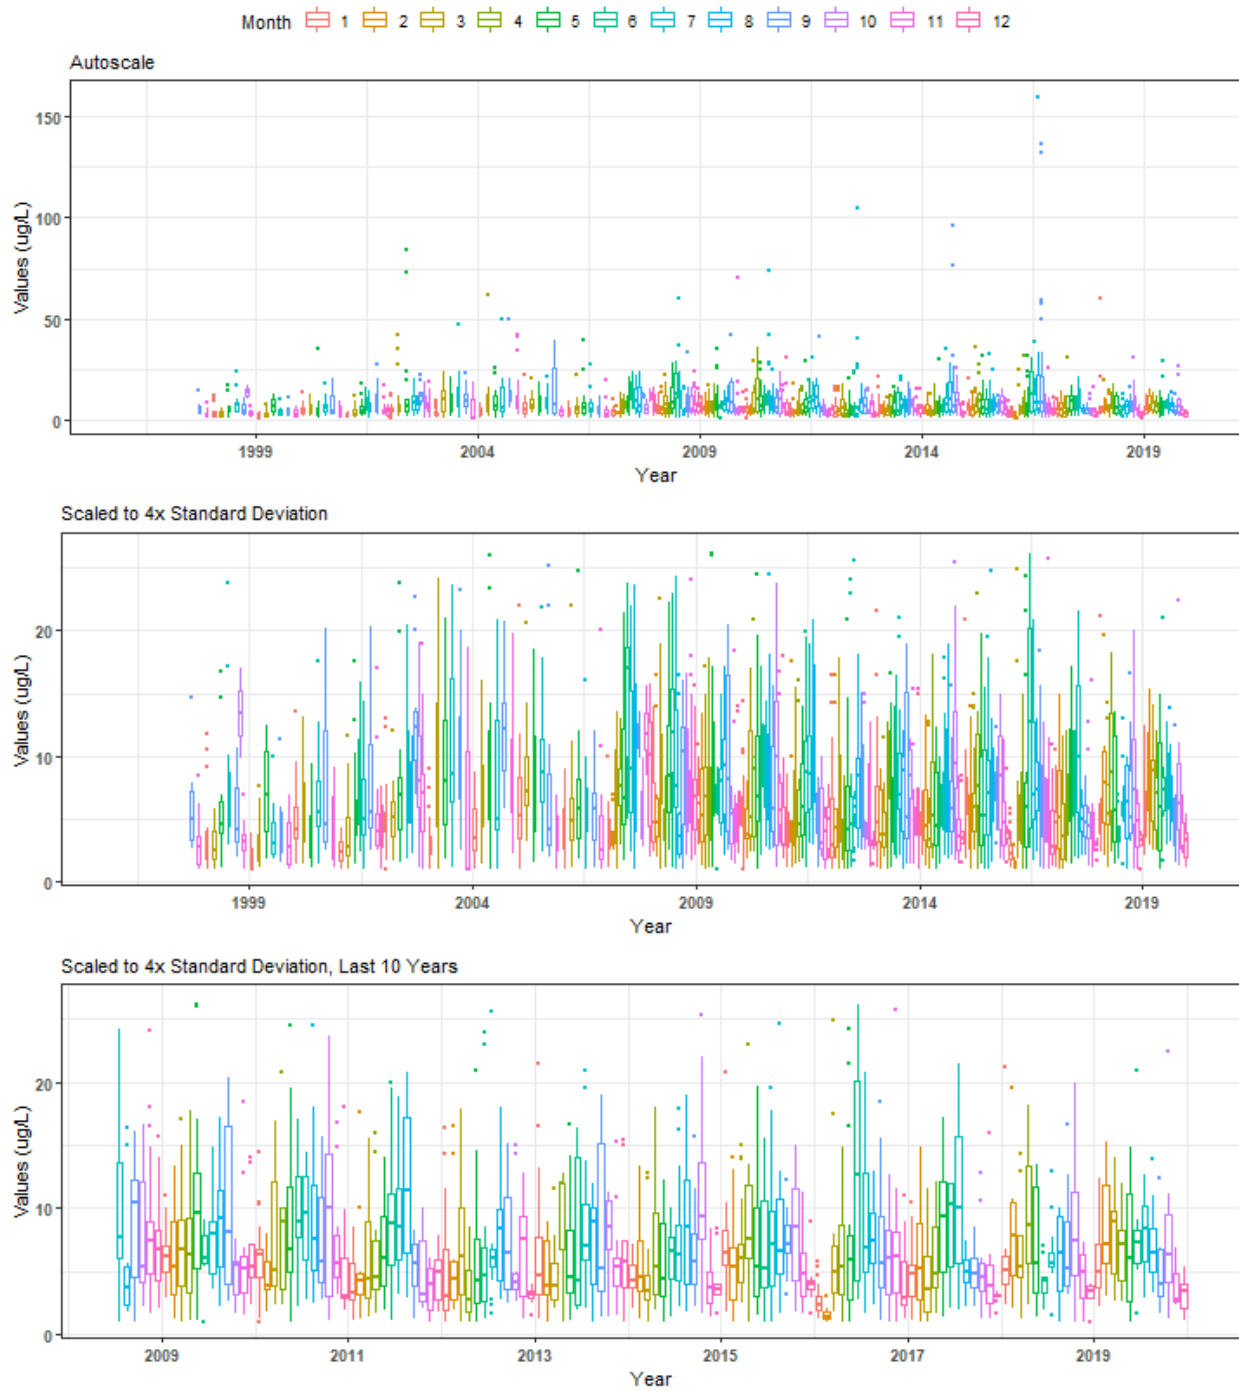 Month 1 2 3 4 5 6 7 8 9 10 11 12
Autoscale
150
100
50
0
Values (ug/L)
1999 2004 2009 2014 2019
Year
Scaled to 4x Standard Deviation
20
10
0
Values (ug/L)
1999 2004 2009 2014 2019
Year
Scaled to 4x Standard Deviation, Last 10 Years
20
10
0
Values (ug/L)
2009 2011 2013 2015 2017 2019
Year